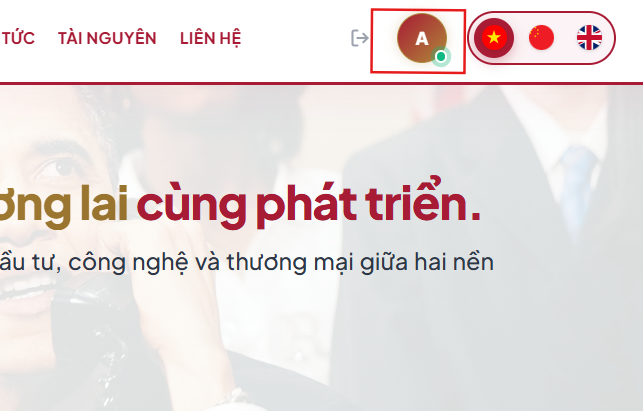 TỨC TÀI NGUYÊN LIÊN HỆ A
ơng lai cùng phát triển.
ầu tư, công nghệ và thương mại giữa hai nền